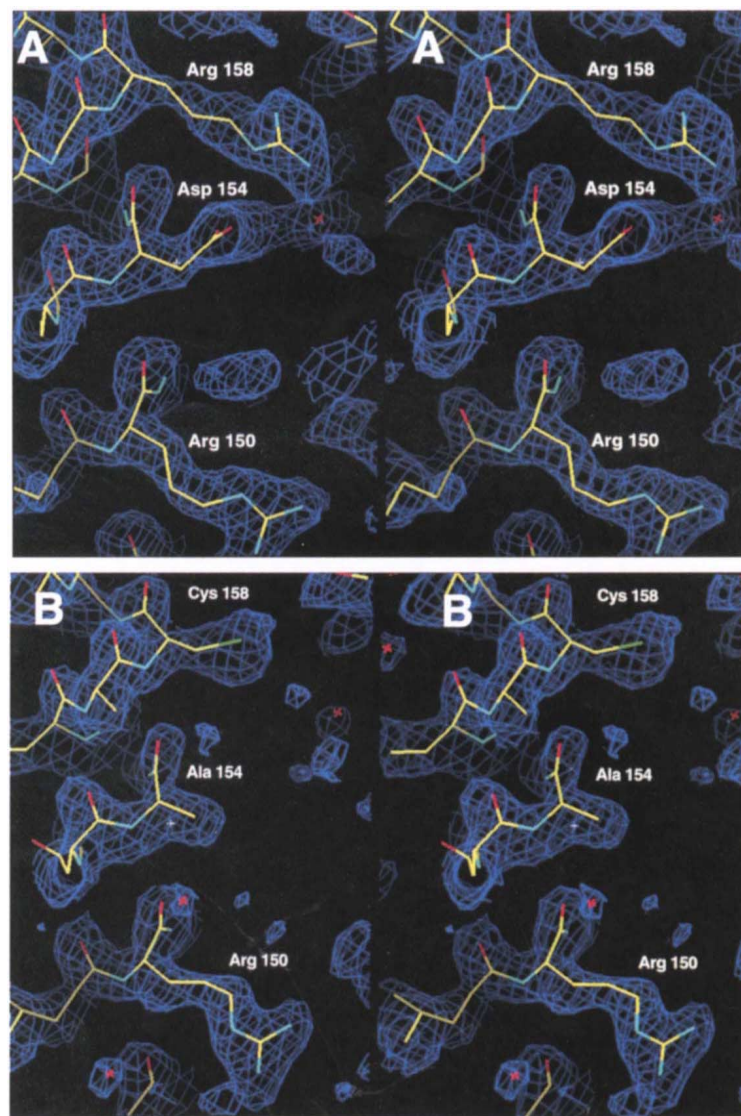 A A
Arg 158 Arg 158
Asp 154 Asp 154
Arg 150 Arg 150
B B
Cys 158 Cys 158
Ala 154 Ala 154
Arg 150 Arg 150